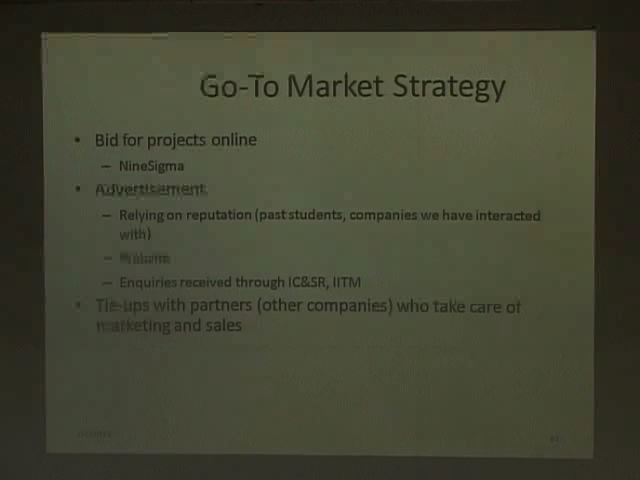 Go-To Market Strategy
• Bid for projects online
– NineSigma
• Advertisement
– Relying on reputation (past students, companies we have interacted
with)
– Website
– Enquiries received through IC&SR, IITM
• Tie-ups with partners (other companies) who take care of
marketing and sales